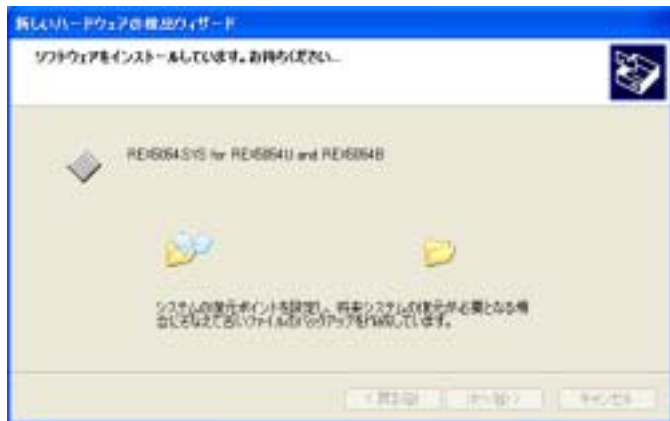 新しいハードウェアの検出ウィザード
ソフトウェアをインストールしています。お待ちください...
REX5054.SYS for REX5054U and REX5054B
システムの復元ポイントを設定し、将来システムの復元が必要となる場
合にそなえて古いファイルのバックアップを作成しています。
< 戻る(B) 次へ(N) > キャンセル